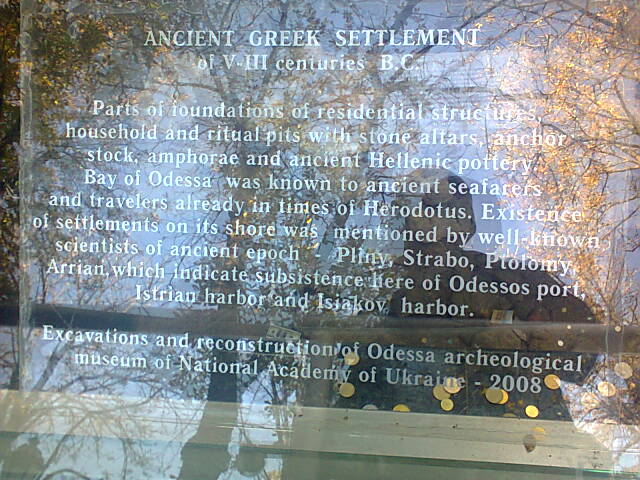 ANCIENT GREEK SETTLEMENT
of V-III centuries B.C.
Parts of foundations of residential structures,
household and ritual pits with stone altars, anchor
stock, amphorae and ancient Hellenic pottery
Bay of Odessa was known to ancient seafarers
and travelers already in times of Herodotus. Existence
of settlements on its shore was mentioned by well-known
scientists of ancient epoch - Pliny, Strabo, Ptolomy,
Arrian, which indicate subsistence here of Odessos port,
Istrian harbor and Isiakov harbor.
Excavations and reconstruction of Odessa archeological
museum of National Academy of Ukraine - 2008